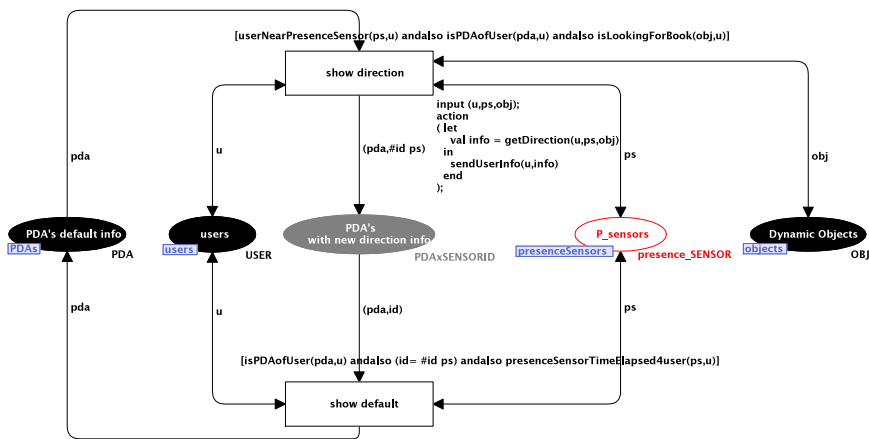 [userNearPresenceSensor(ps,u) andalso isPDAofUser(pda,u) andalso isLookingForBook(obj,u)]
show direction
input (u,ps,obj);
action
( let
val info = getDirection(u,ps,obj)
in
sendUserInfo(u,info)
end
);
pda
u
(pda,#id ps)
ps
obj
PDA's default info
PDAs
PDA
users
users
USER
PDA's
with new direction info
PDAxSENSORID
P_sensors
presenceSensors
presence_SENSOR
Dynamic Objects
objects
OBJ
pda
u
(pda,id)
ps
[isPDAofUser(pda,u) andalso (id= #id ps) andalso presenceSensorTimeElapsed4user(ps,u)]
show default